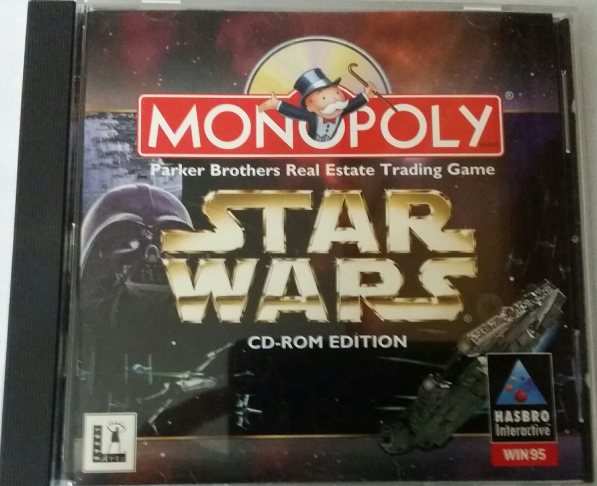 MONOPOLY®
Parker Brothers Real Estate Trading Game
STAR
WARS®
CD-ROM EDITION
HASBRO
Interactive
WIN 95